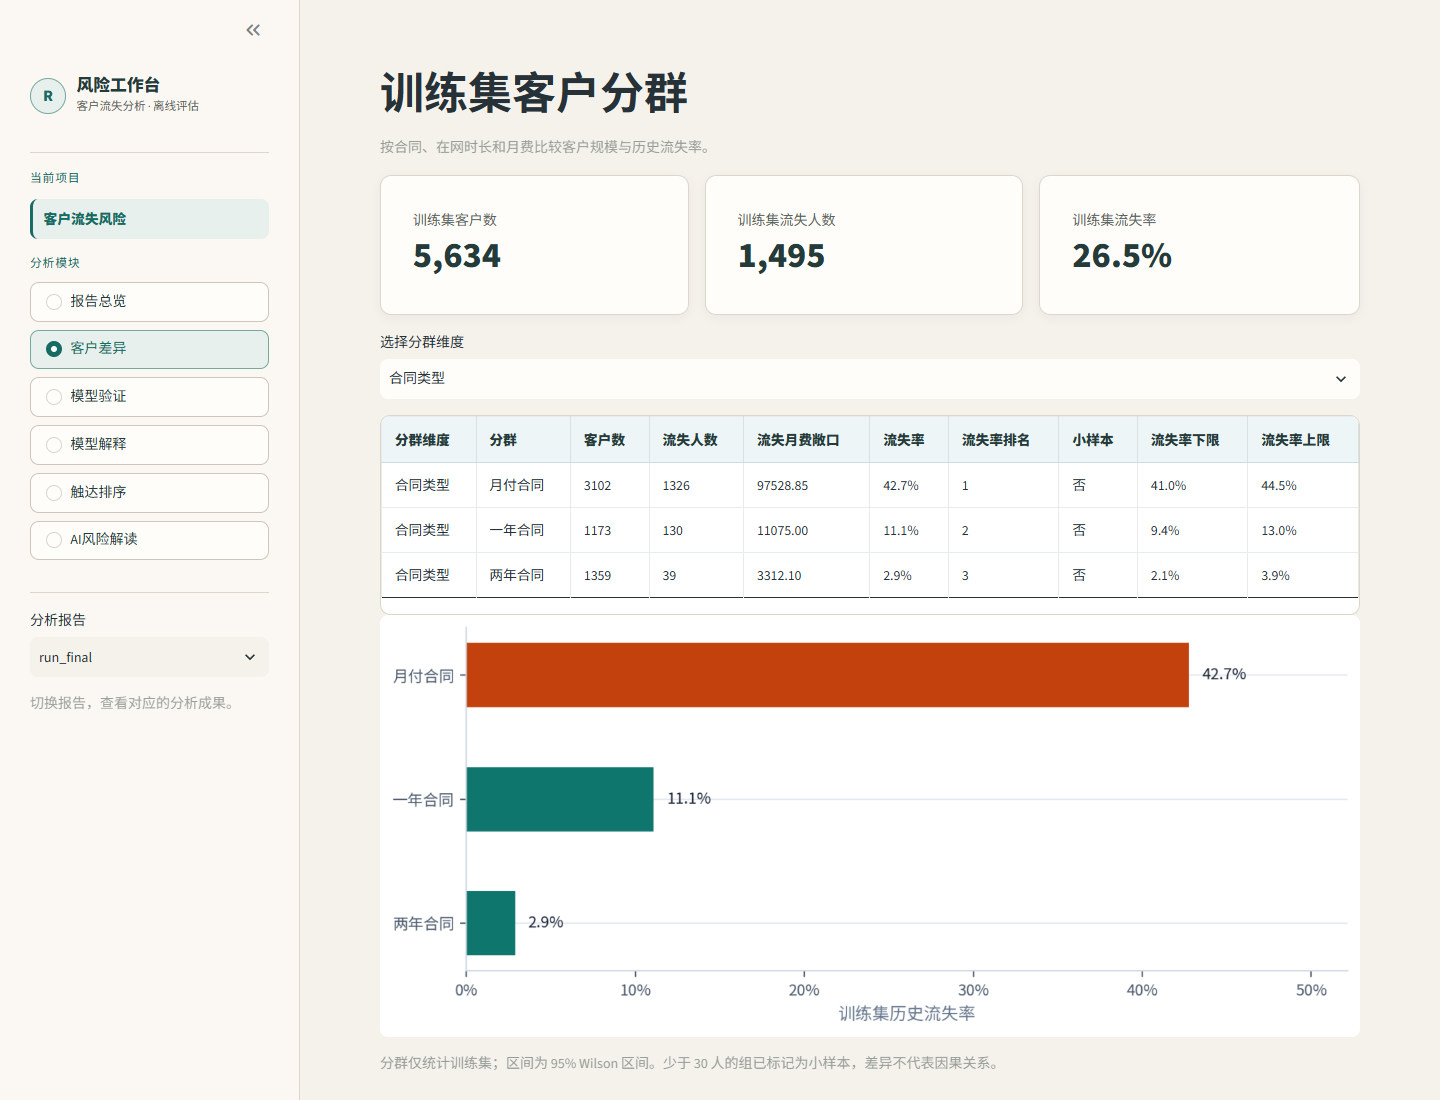 R
风险工作台
客户流失分析 · 离线评估
当前项目
客户流失风险
分析模块
报告总览
客户差异
模型验证
模型解释
触达排序
AI风险解读
分析报告
run_final
切换报告，查看对应的分析成果。
训练集客户分群
按合同、在网时长和月费比较客户规模与历史流失率。
训练集客户数
5,634
训练集流失人数
1,495
训练集流失率
26.5%
选择分群维度
合同类型
分群维度 分群 客户数 流失人数 流失月费敞口 流失率 流失率排名 小样本 流失率下限 流失率上限
合同类型 月付合同 3102 1326 97528.85 42.7% 1 否 41.0% 44.5%
合同类型 一年合同 1173 130 11075.00 11.1% 2 否 9.4% 13.0%
合同类型 两年合同 1359 39 3312.10 2.9% 3 否 2.1% 3.9%
月付合同 42.7%
一年合同 11.1%
两年合同 2.9%
0% 10% 20% 30% 40% 50%
训练集历史流失率
分群仅统计训练集；区间为 95% Wilson 区间。少于 30 人的组已标记为小样本，差异不代表因果关系。